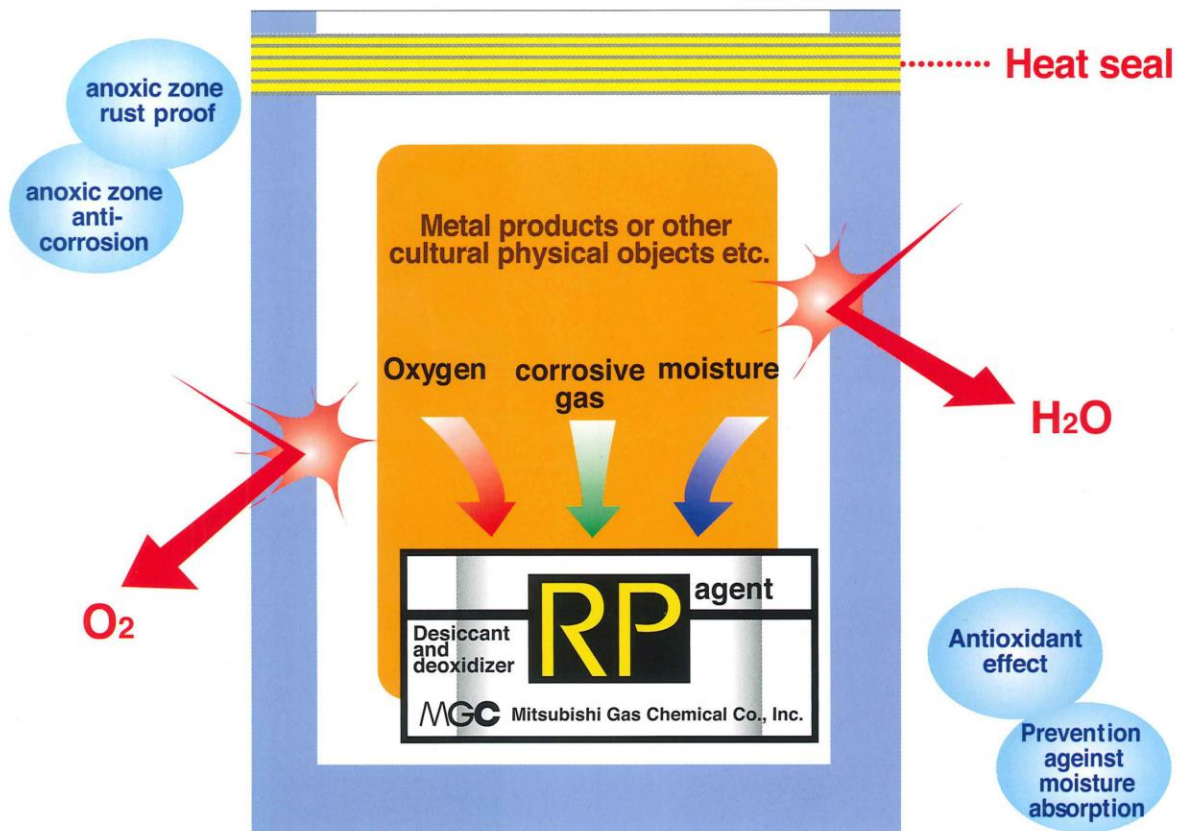 Heat seal
anoxic zone
rust proof
anoxic zone
anti-
corrosion
Metal products or other
cultural physical objects etc.
Oxygen
corrosive
gas
moisture
H2O
O2
RP
agent
Desiccant
and
deoxidizer
MGC Mitsubishi Gas Chemical Co., Inc.
Antioxidant
effect
Prevention
ageinst
moisture
absorption